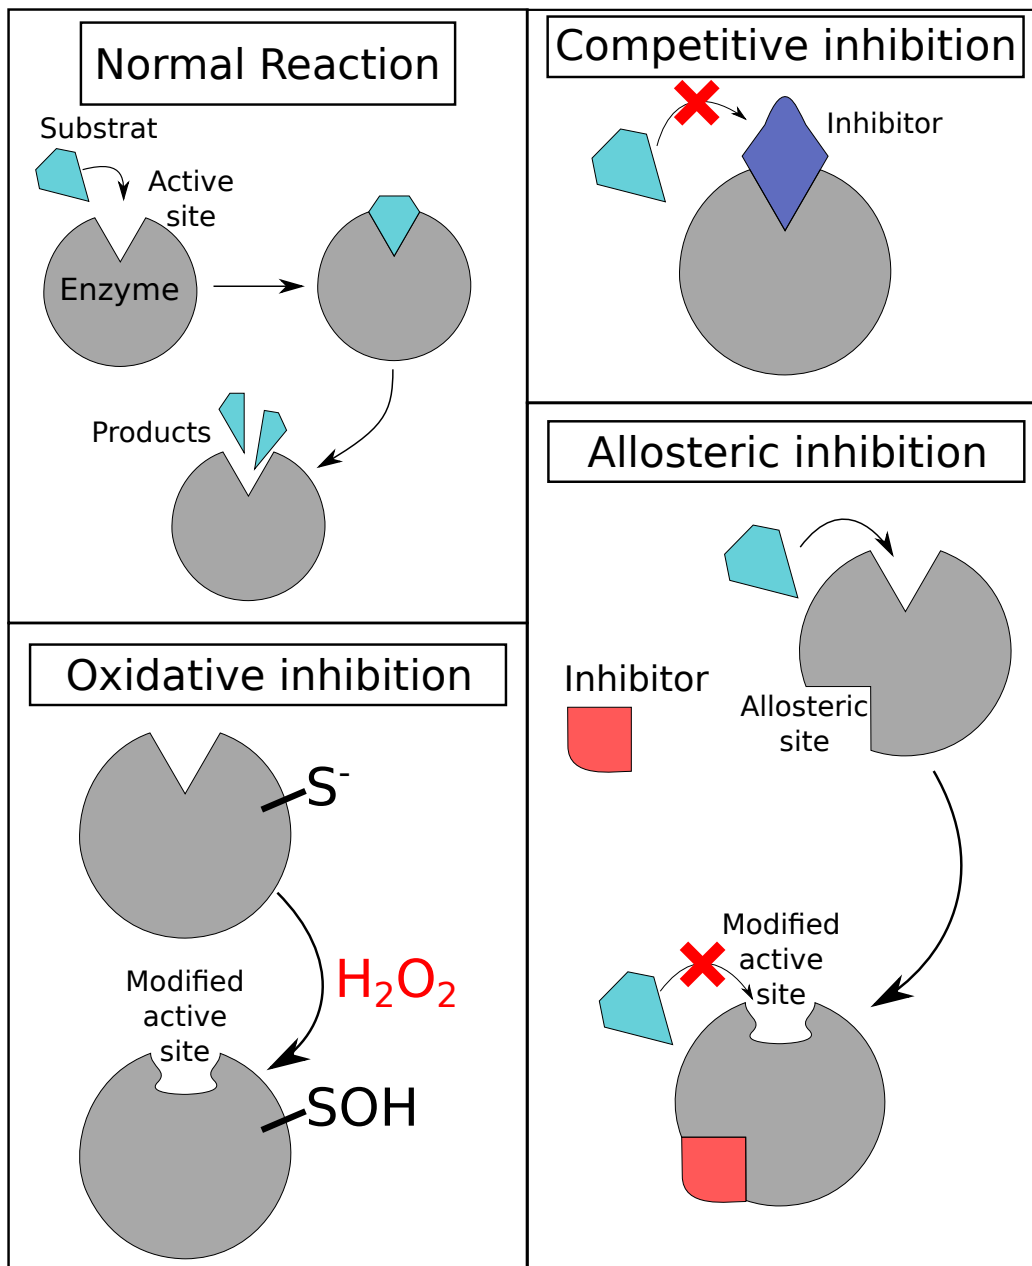 Normal Reaction
Substrat
Active
site
Enzyme
Products
Competitive inhibition
Inhibitor
Allosteric inhibition
Inhibitor
Allosteric
site
Modified
active
site
Oxidative inhibition
S⁻
H₂O₂
Modified
active
site
SOH